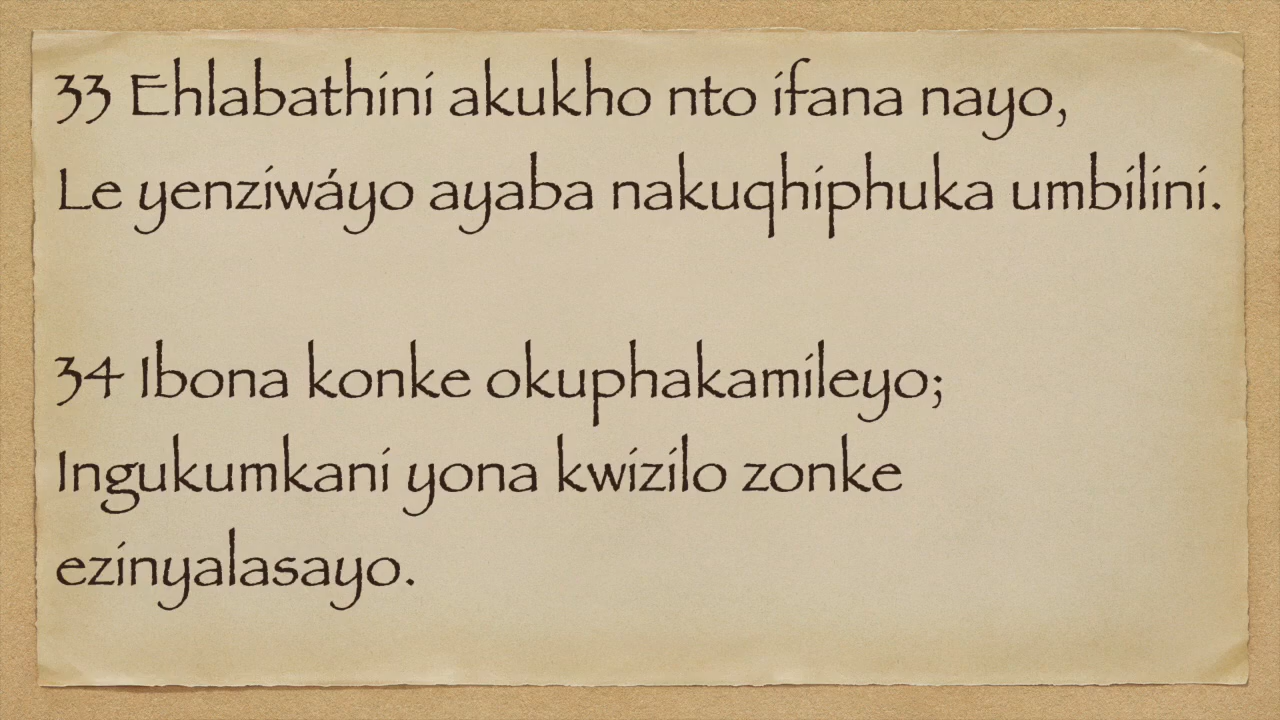 33 Ehlabathini akukho nto ifana nayo,
Le yenziwáyo ayaba nakuqhiphuka umbilini.
34 Ibona konke okuphakamileyo;
Ingukumkani yona kwizilo zonke
ezinyalasayo.